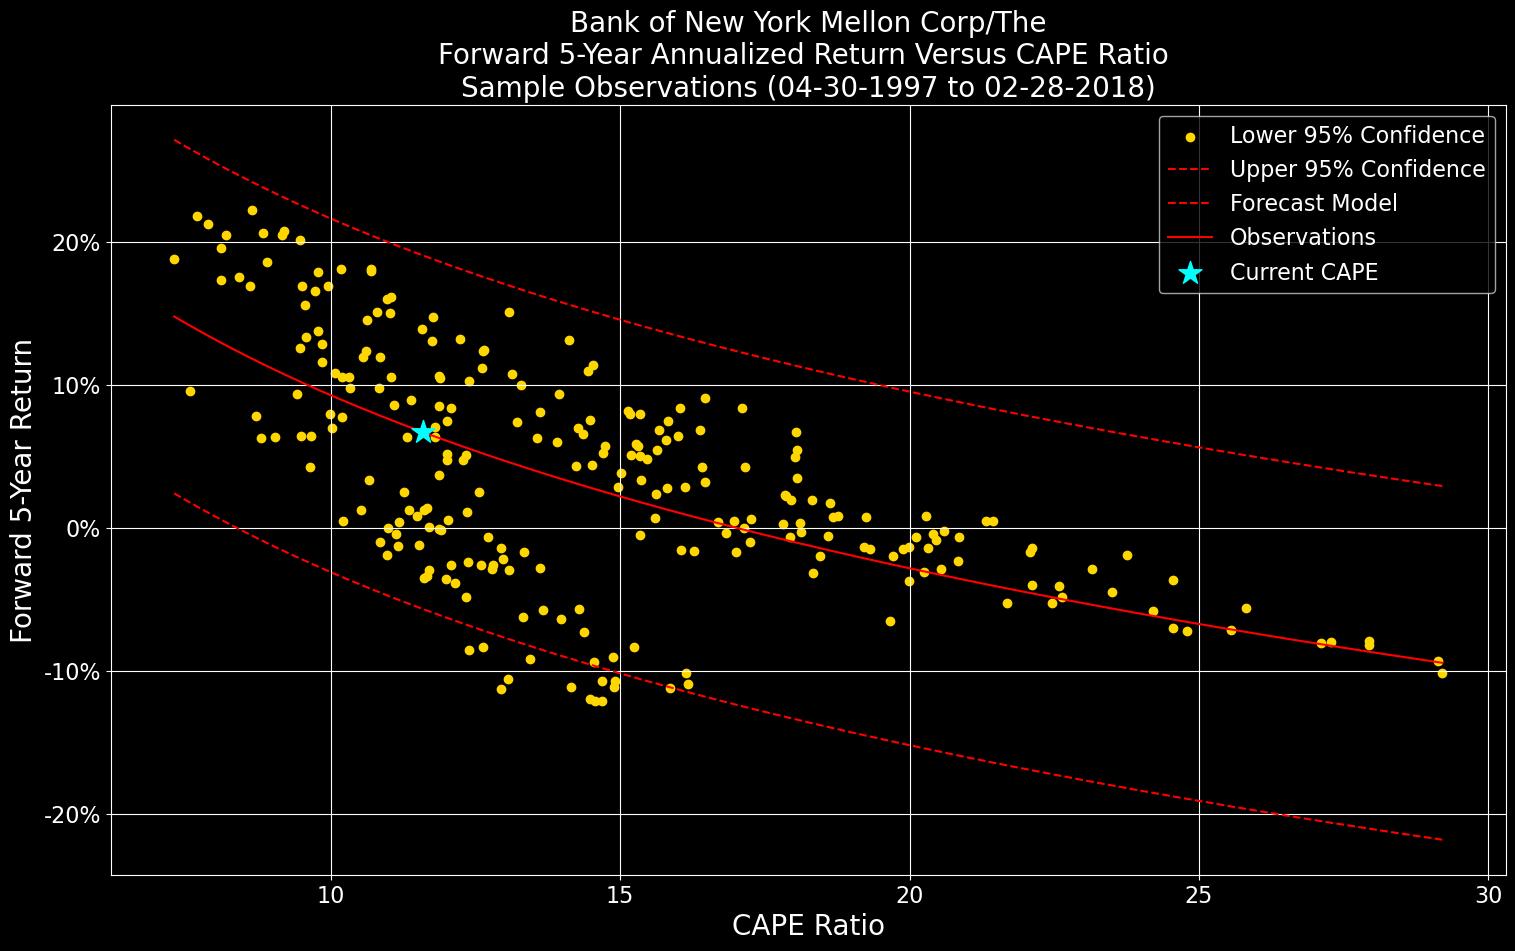 Bank of New York Mellon Corp/The
Forward 5-Year Annualized Return Versus CAPE Ratio
Sample Observations (04-30-1997 to 02-28-2018)
Lower 95% Confidence
Upper 95% Confidence
Forecast Model
Observations
Current CAPE
Forward 5-Year Return
20%
10%
0%
-10%
-20%
10
15
20
25
30
CAPE Ratio